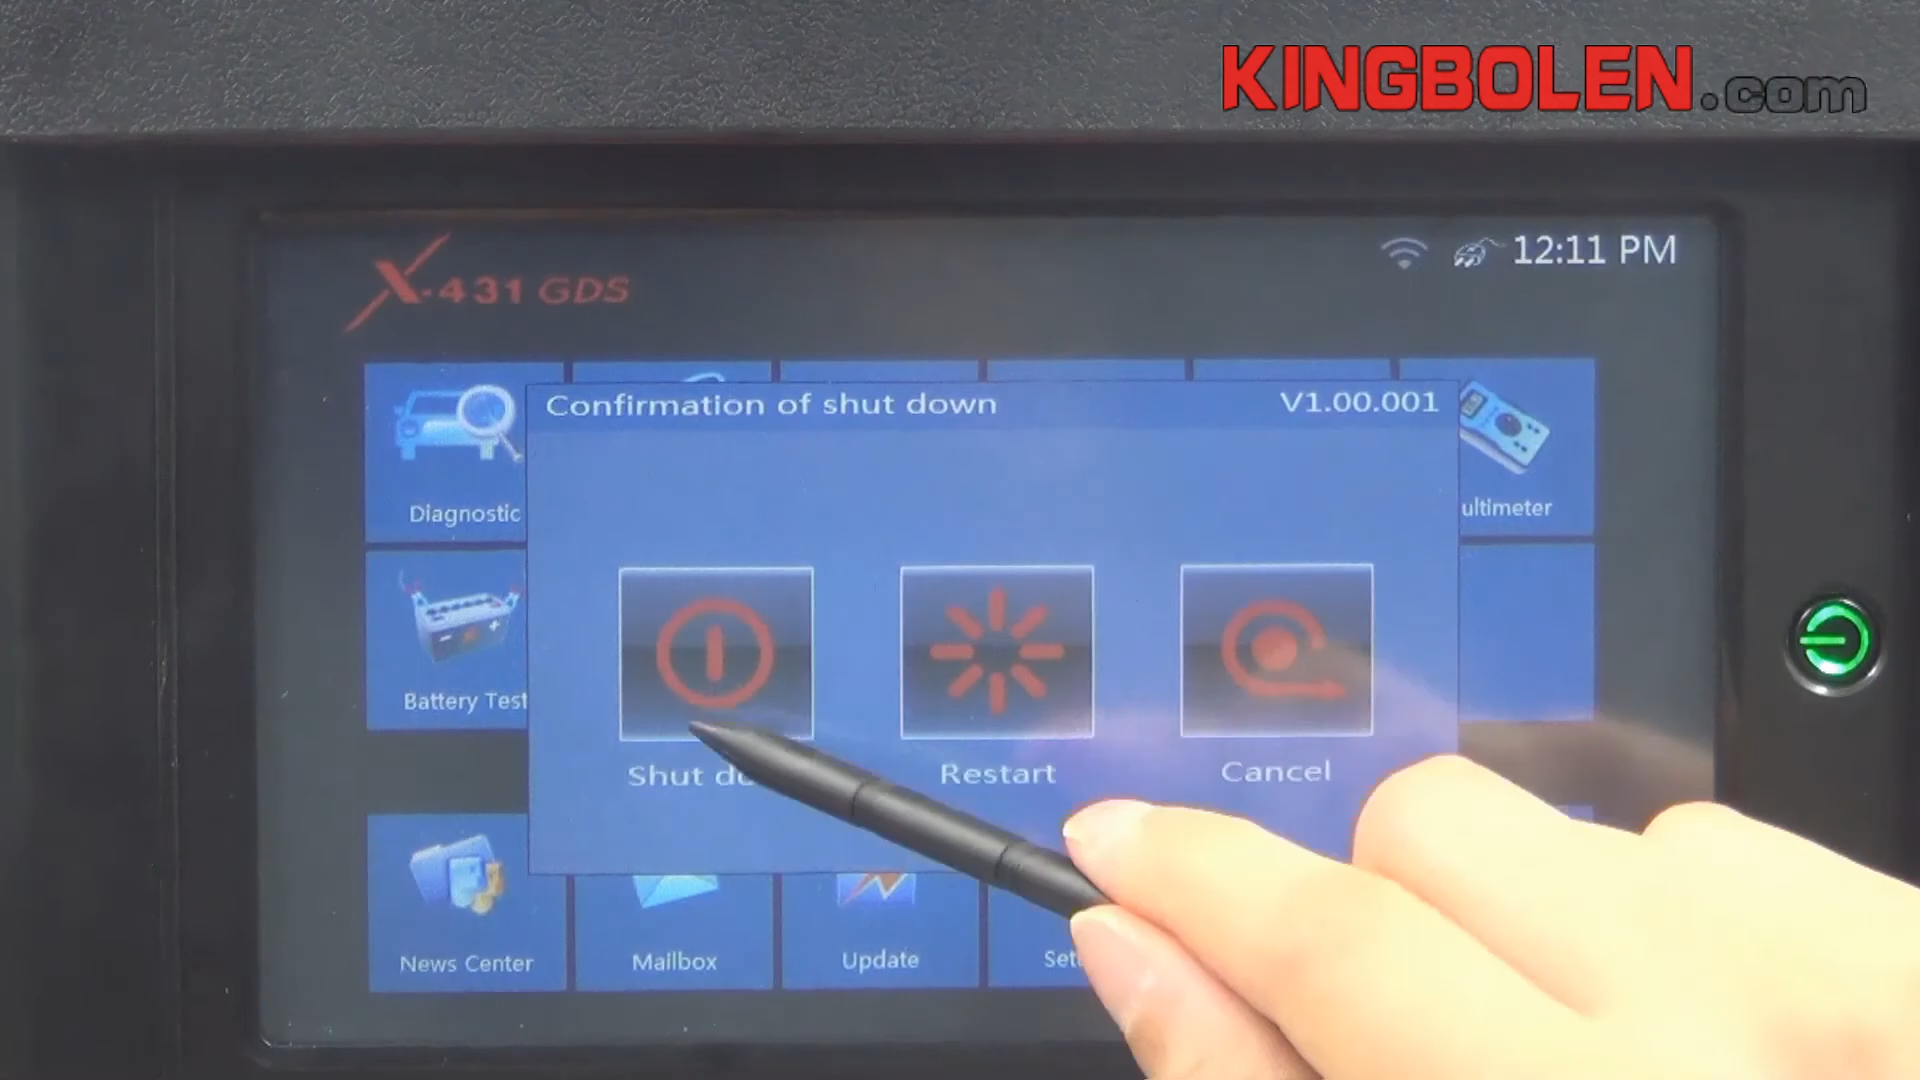 KINGBOLEN.com
X-431 GDS
12:11 PM
Confirmation of shut down
V1.00.001
Diagnostic
ultimeter
Battery Test
Shut do
Restart
Cancel
News Center
Mailbox
Update
Set